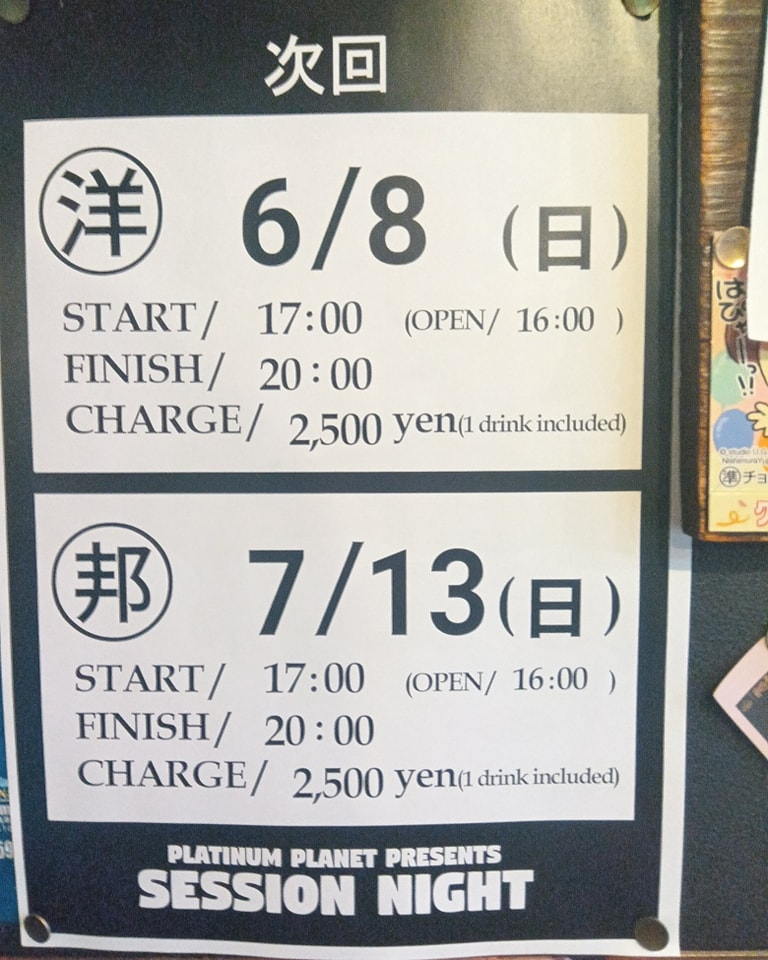 次回
洋 6/8 (日)
START/ 17:00 (OPEN/ 16:00 )
FINISH/ 20:00
CHARGE/ 2,500 yen(1 drink included)
邦 7/13(日)
START/ 17:00 (OPEN/ 16:00 )
FINISH/ 20:00
CHARGE/ 2,500 yen(1 drink included)
PLATINUM PLANET PRESENTS
SESSION NIGHT